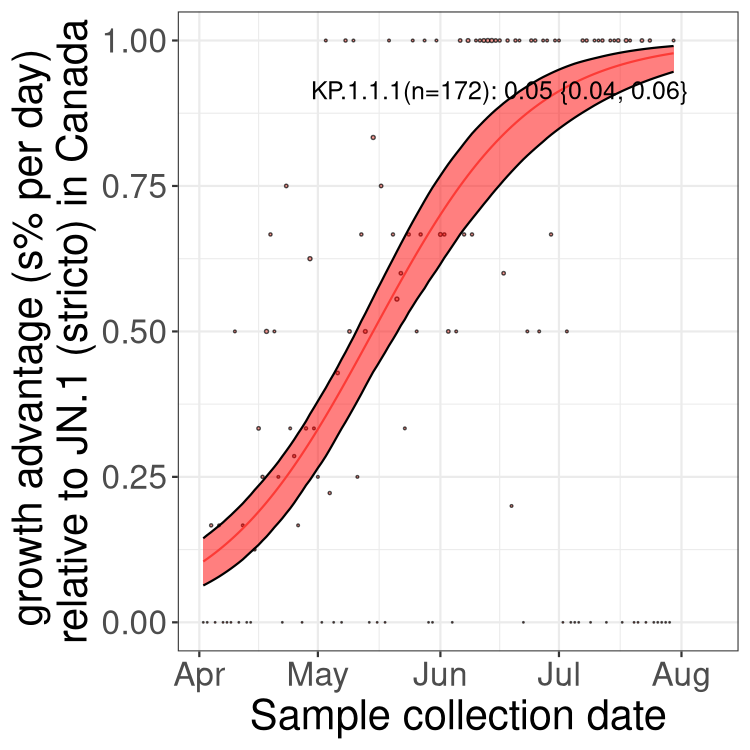 growth advantage (s% per day)
relative to JN.1 (stricto) in Canada
1.00
0.75
0.50
0.25
0.00
KP.1.1.1(n=172): 0.05 {0.04, 0.06}
Apr May Jun Jul Aug
Sample collection date